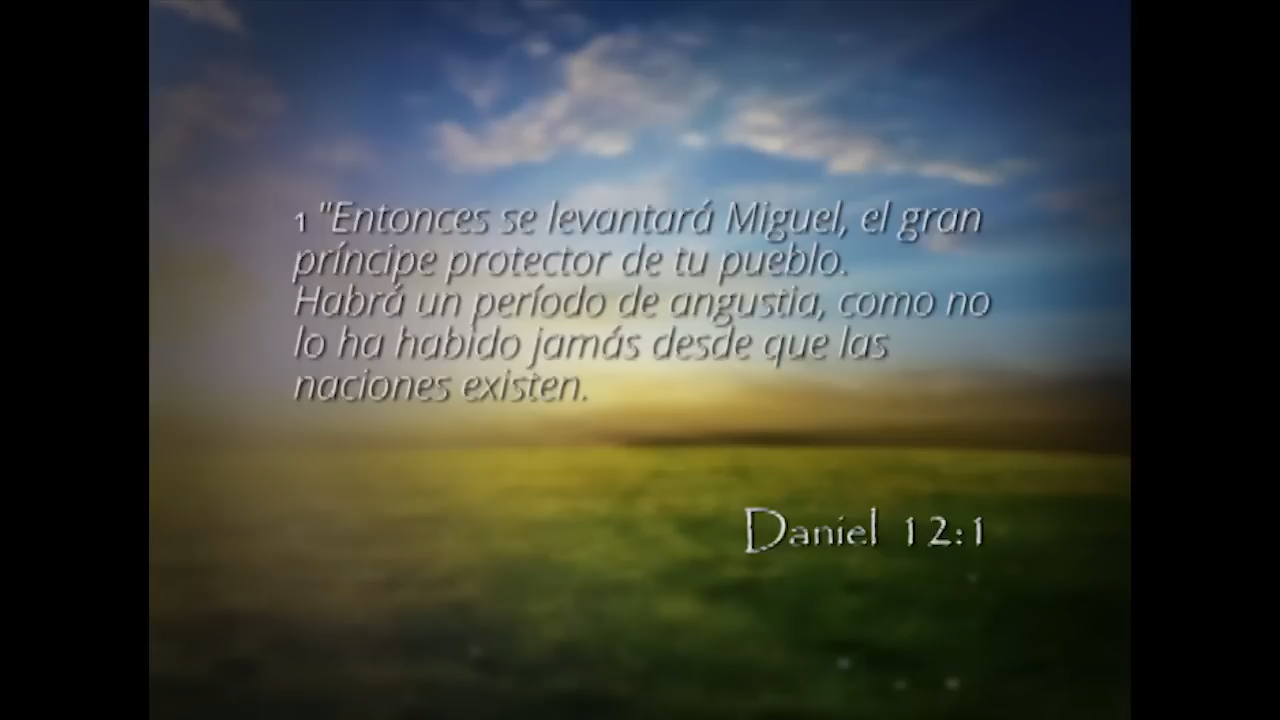 1 "Entonces se levantará Miguel, el gran
príncipe protector de tu pueblo.
Habrá un período de angustia, como no
lo ha habido jamás desde que las
naciones existen.
Daniel 12:1